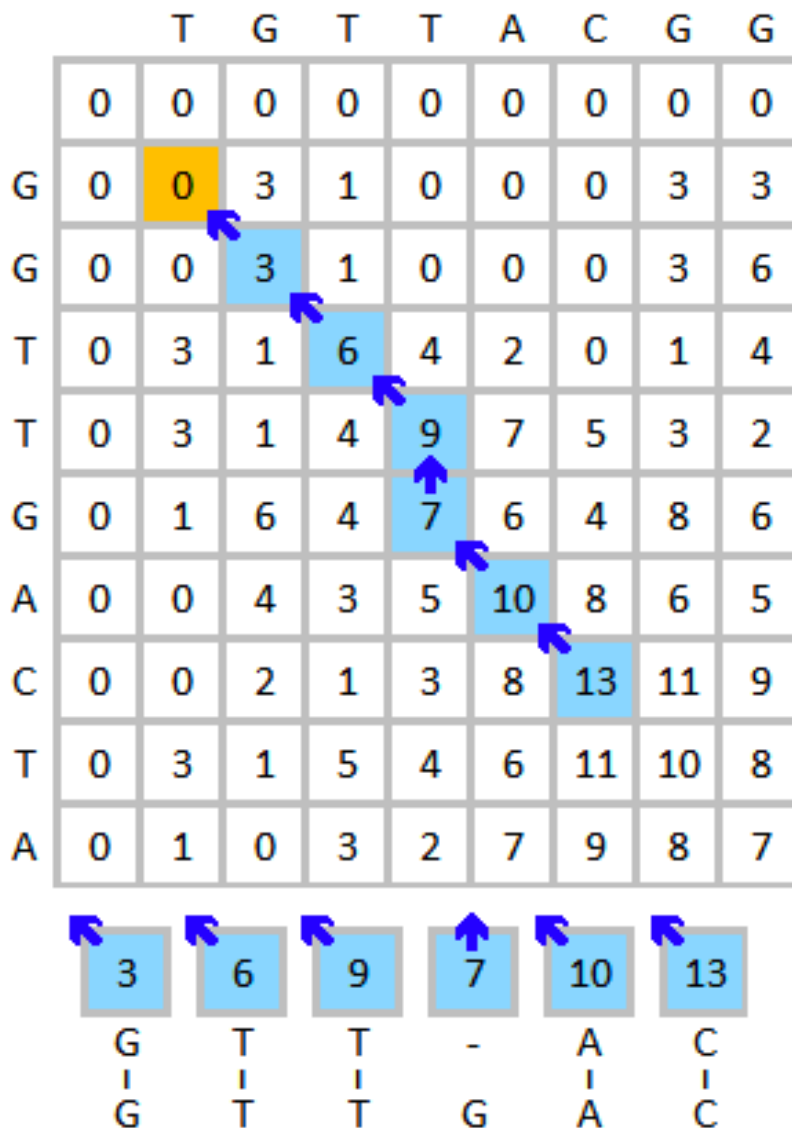 T G T T A C G G
0 0 0 0 0 0 0 0 0
G 0 0 3 1 0 0 0 3 3
G 0 0 3 1 0 0 0 3 6
T 0 3 1 6 4 2 0 1 4
T 0 3 1 4 9 7 5 3 2
G 0 1 6 4 7 6 4 8 6
A 0 0 4 3 5 10 8 6 5
C 0 0 2 1 3 8 13 11 9
T 0 3 1 5 4 6 11 10 8
A 0 1 0 3 2 7 9 8 7
3 6 9 7 10 13
G T T - A C
G T T G A C